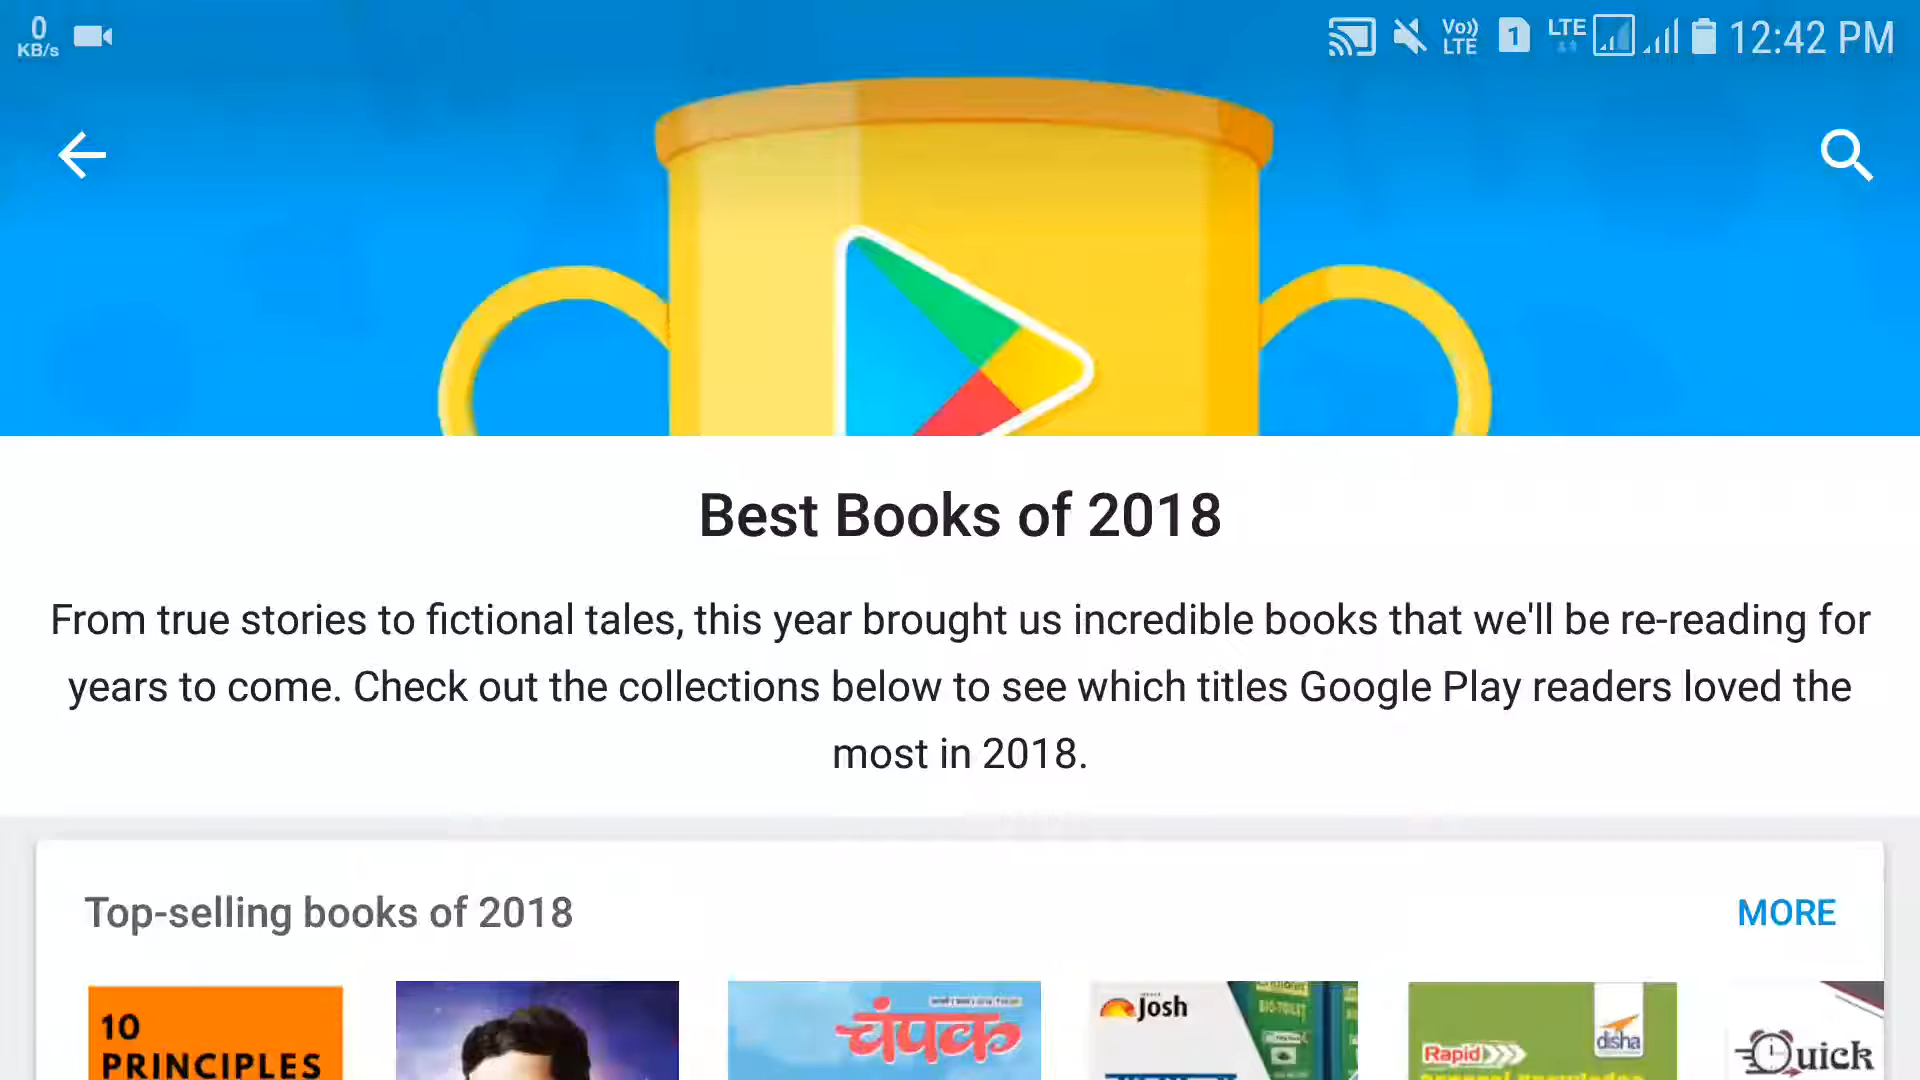 0
KB/s
Vo))
LTE
1
LTE
12:42 PM
Best Books of 2018
From true stories to fictional tales, this year brought us incredible books that we'll be re-reading for
years to come. Check out the collections below to see which titles Google Play readers loved the
most in 2018.
Top-selling books of 2018
MORE
10
PRINCIPLES
चंपक
Josh
BIO-TOILET
disha
Rapid
Quick